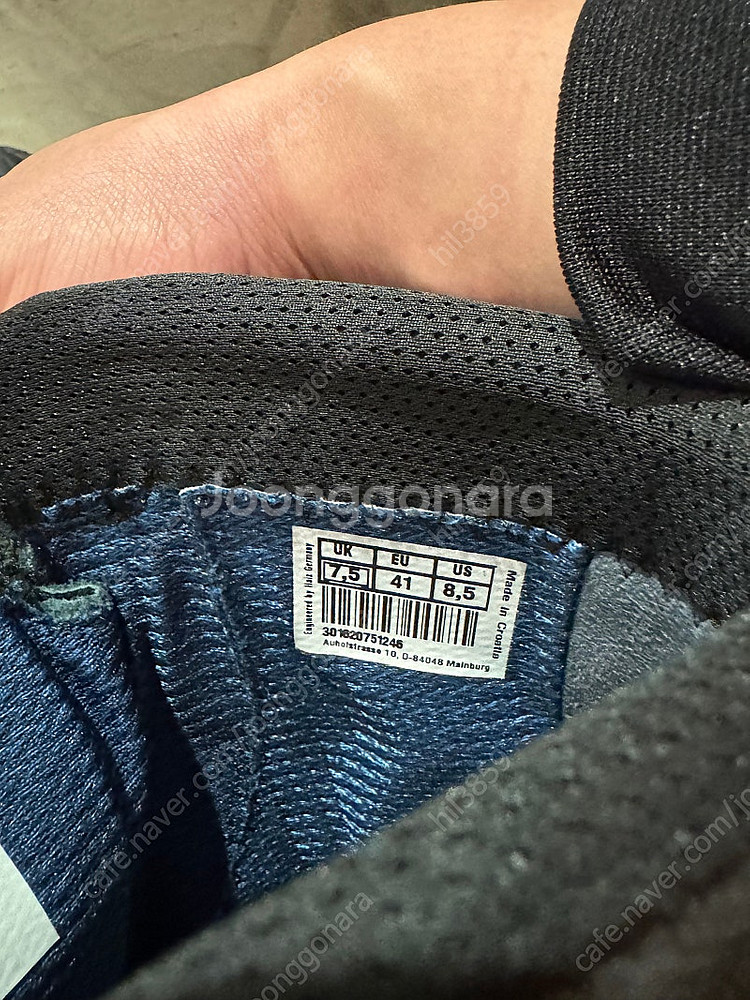 Joonggonara
UK EU US
7,5 41 8,5
301620751246
Auhofstrasse 10, D-84048 Mainburg
Engineered by Haix Germany
Made in Croatia
hil3859
cafe.naver.com/joonggonara